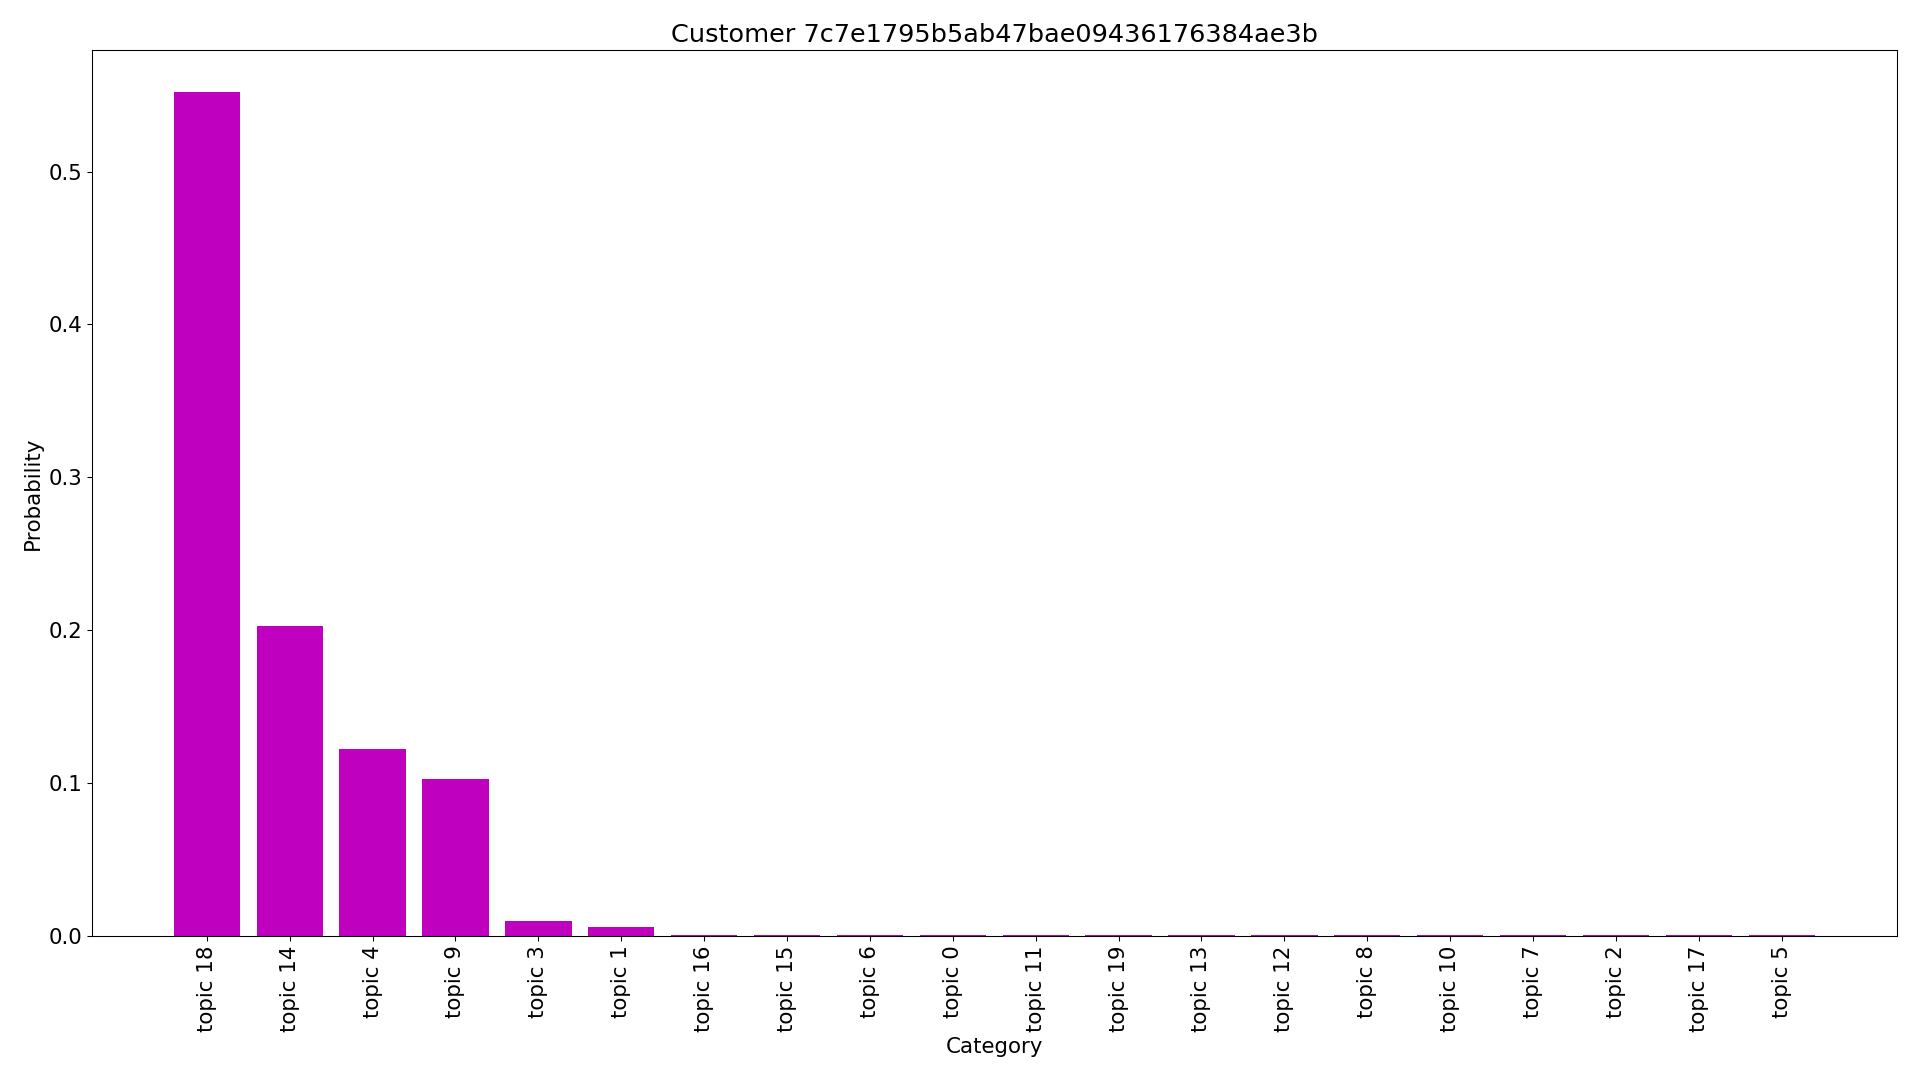 Customer 7c7e1795b5ab47bae09436176384ae3b
Probability
0.5
0.4
0.3
0.2
0.1
0.0
topic 18
topic 14
topic 4
topic 9
topic 3
topic 1
topic 16
topic 15
topic 6
topic 0
topic 11
topic 19
topic 13
topic 12
topic 8
topic 10
topic 7
topic 2
topic 17
topic 5
Category